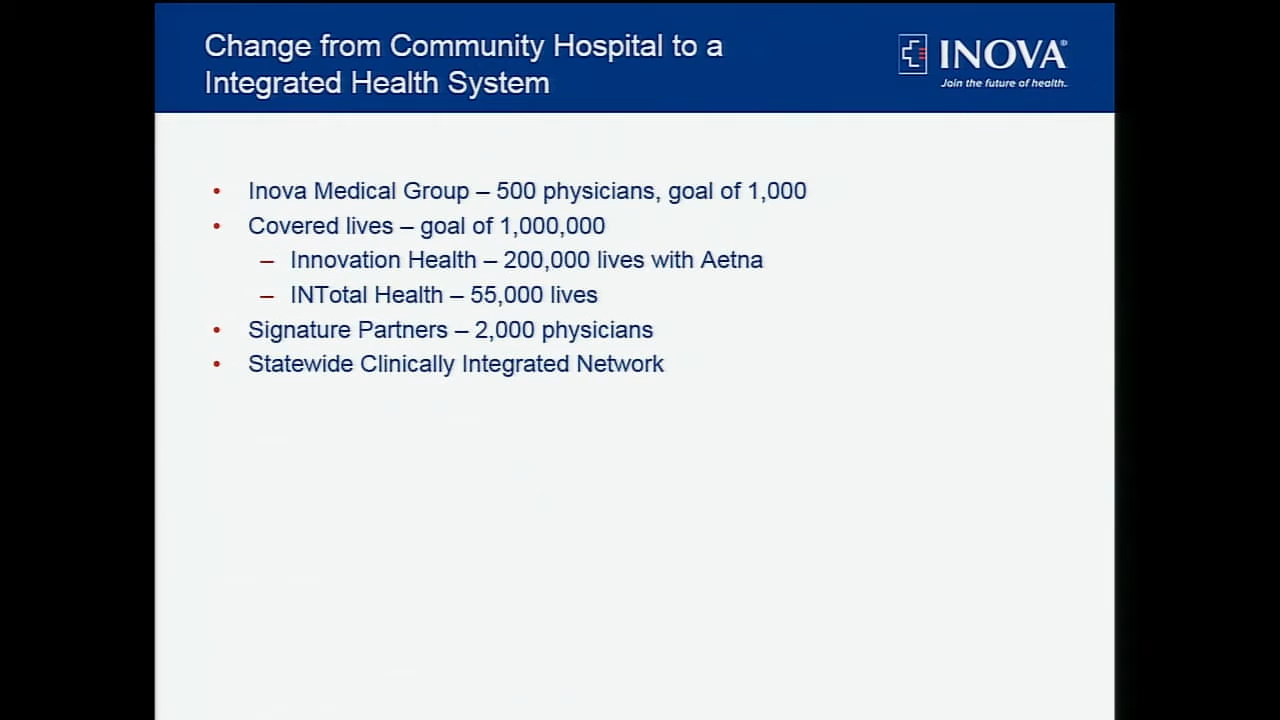 Change from Community Hospital to a
Integrated Health System
INOVA®
Join the future of health.
• Inova Medical Group – 500 physicians, goal of 1,000
• Covered lives – goal of 1,000,000
– Innovation Health – 200,000 lives with Aetna
– INTotal Health – 55,000 lives
• Signature Partners – 2,000 physicians
• Statewide Clinically Integrated Network